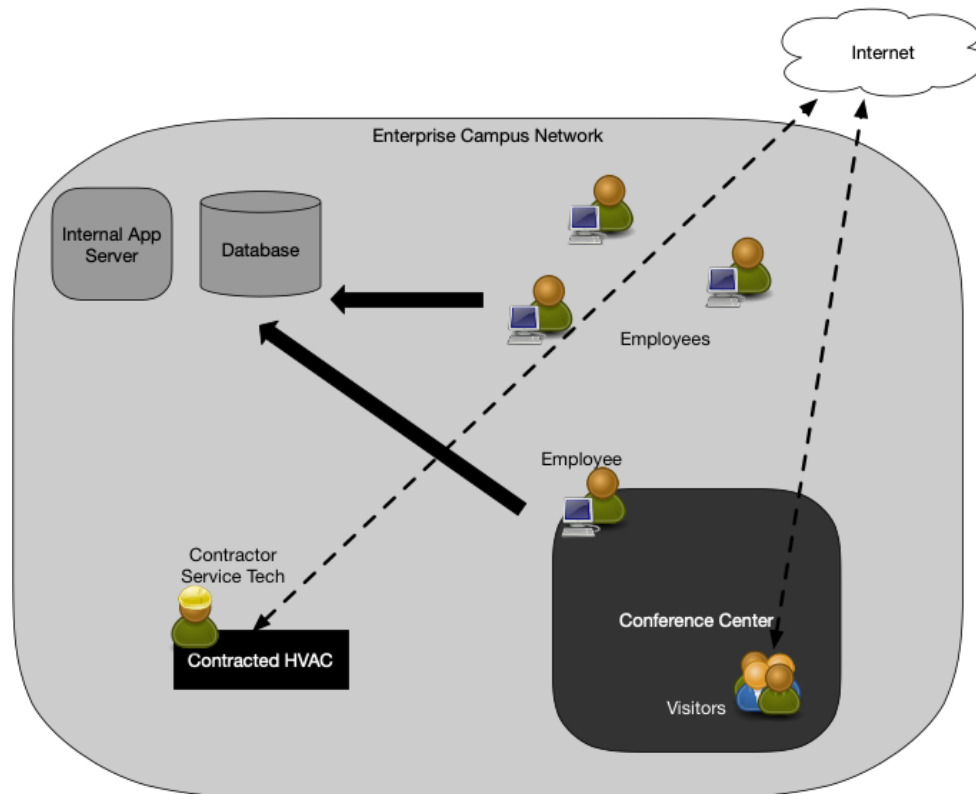 Internet
Enterprise Campus Network
Internal App
Server
Database
Employees
Employee
Contractor
Service Tech
Conference Center
Contracted HVAC
Visitors